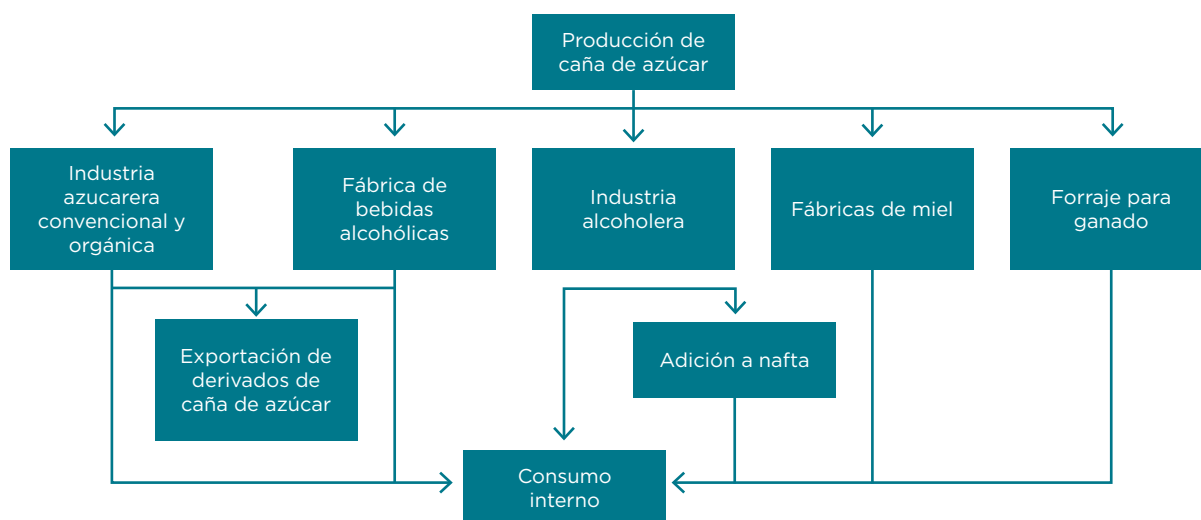 Producción de
caña de azúcar
Industria
azucarera
convencional y
orgánica
Fábrica de
bebidas
alcohólicas
Industria
alcoholera
Fábricas de miel
Forraje para
ganado
Exportación de
derivados de
caña de azúcar
Adición a nafta
Consumo
interno